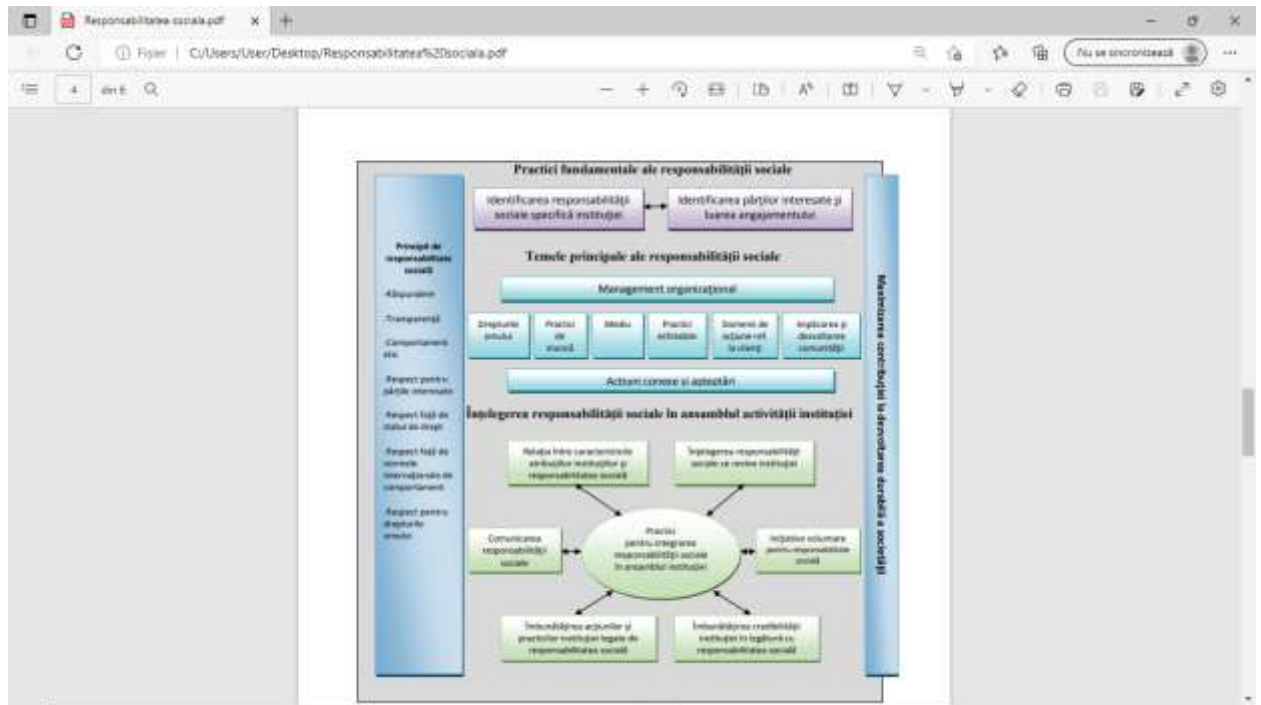 Responsabilitatea sociala.pdf
Fișier
C:/Users/User/Desktop/Responsabilitatea%20sociala.pdf
Nu se sincronizează
4
din 6
Practici fundamentale ale responsabilității sociale
Identificarea responsabilității
sociale specifică instituției
Identificarea părților interesate și
luarea angajamentului
Principii de
responsabilitate
socială
-Răspundere
-Transparență
-Comportament
etic
-Respect pentru
părțile interesate
-Respect față de
statul de drept
-Respect față de
normele
internaționale de
comportament
-Respect pentru
drepturile
omului
Temele principale ale responsabilității sociale
Management organizațional
Drepturile
omului
Practici
de
muncă
Mediu
Practici
echitabile
Domenii de
acțiune ref.
la clienți
Implicarea și
dezvoltarea
comunității
Acțiuni conexe și așteptări
Înțelegerea responsabilității sociale în ansamblul activității instituției
Relația între caracteristicile
atribuțiilor instituțiilor și
responsabilitatea socială
Înțelegerea responsabilității
sociale ce revine instituției
Comunicarea
responsabilității
sociale
Practici
pentru integrarea
responsabilității sociale
în ansamblul instituției
Inițiative voluntare
pentru responsabilitate
socială
Îmbunătățirea acțiunilor și
practicilor instituției legate de
responsabilitatea socială
Îmbunătățirea credibilității
instituției în legătură cu
responsabilitatea socială
Maximizarea contribuției la dezvoltarea durabilă a societății